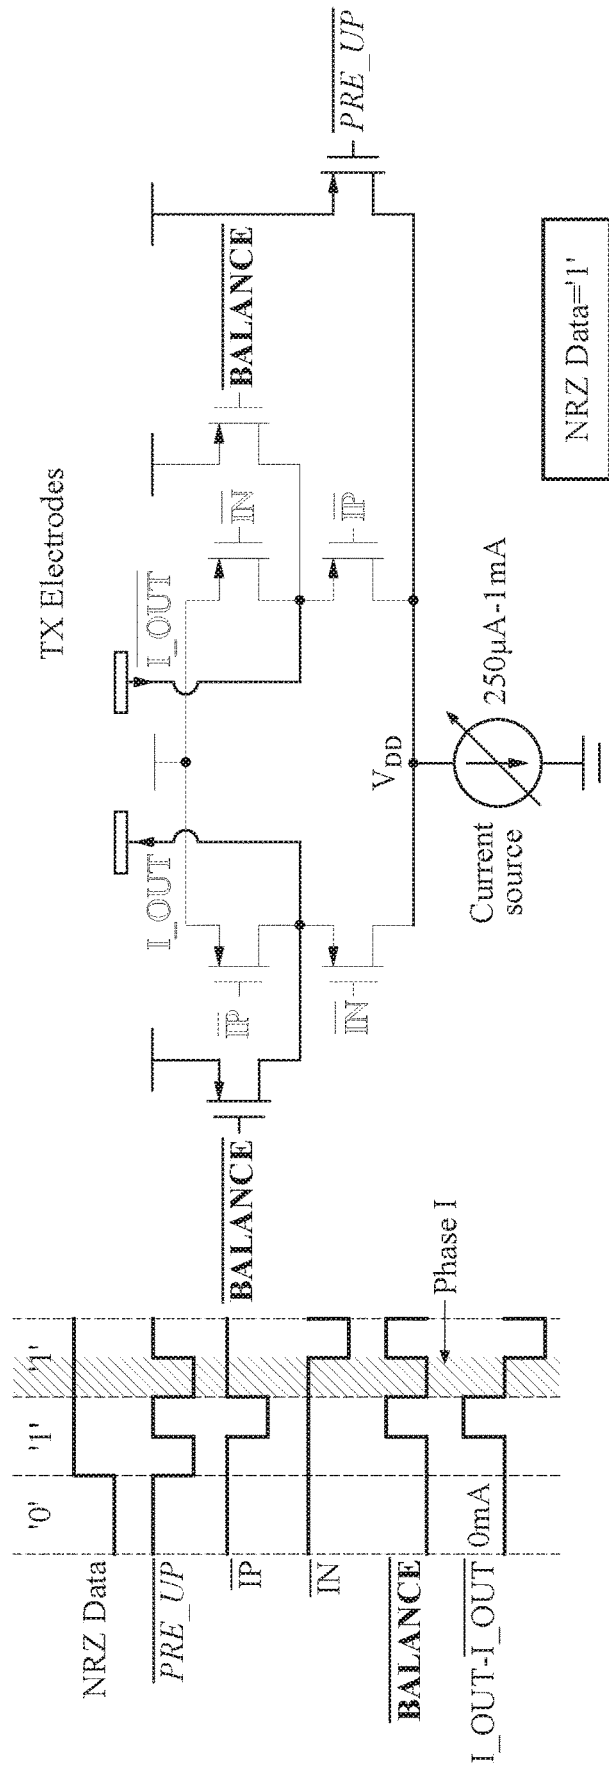 NRZ Data
PRE_UP
IP
IN
BALANCE
I_OUT-I_OUT
0mA
'0'
'1'
'1'
Phase I
TX Electrodes
BALANCE
IP
IN
I_OUT
I_OUT
IN
IP
BALANCE
PRE_UP
VDD
Current
source
250µA-1mA
NRZ Data='1'